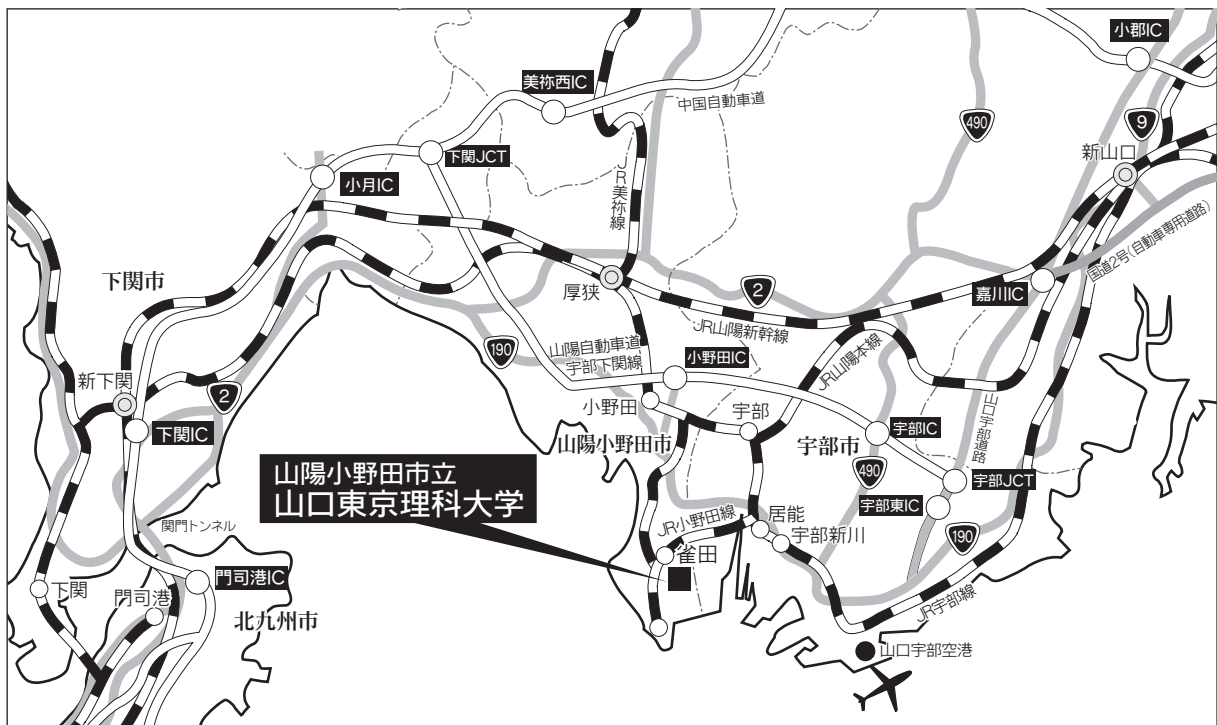 小郡IC
美祢西IC
中国自動車道
490
9
下関JCT
新山口
小月IC
JR美祢線
国道2号(自動車専用道路)
下関市
厚狭
2
嘉川IC
JR山陽新幹線
190
山陽自動車道
宇部下関線
小野田IC
JR山陽本線
新下関
2
小野田
宇部
山口宇部道路
下関IC
山陽小野田市
宇部市
宇部IC
山陽小野田市立
山口東京理科大学
490
宇部JCT
宇部東IC
関門トンネル
JR小野田線
居能
宇部新川
190
雀田
下関
門司港IC
門司港
北九州市
JR宇部線
山口宇部空港